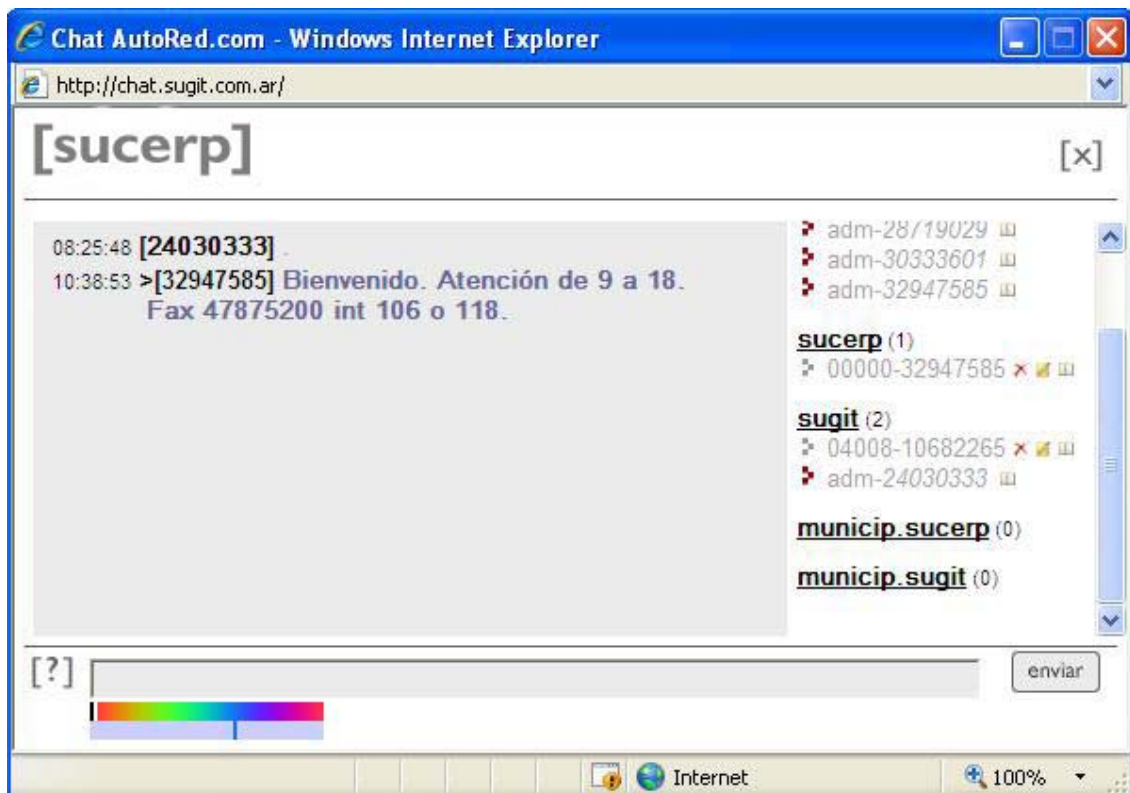 Chat AutoRed.com - Windows Internet Explorer
http://chat.sugit.com.ar/
[sucerp]
[x]
08:25:48 [24030333] .
10:38:53 >[32947585] Bienvenido. Atención de 9 a 18.
Fax 47875200 int 106 o 118.
adm-28719029
adm-30333601
adm-32947585
sucerp (1)
00000-32947585
sugit (2)
04008-10682265
adm-24030333
municip.sucerp (0)
municip.sugit (0)
[?]
enviar
Internet
100%